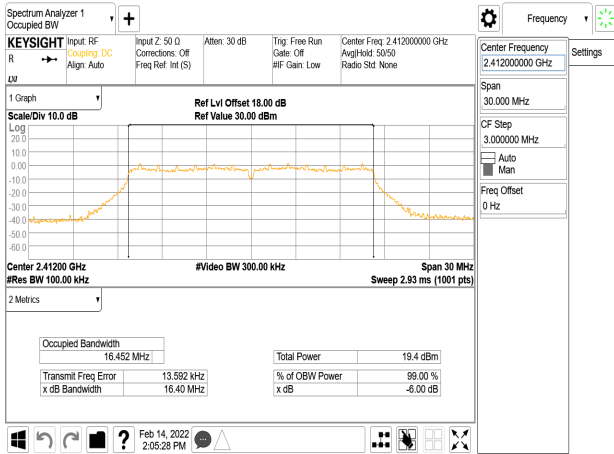 Spectrum Analyzer 1
Occupied BW
Frequency
KEYSIGHT
Input: RF
Input Z: 50 Ω
Atten: 30 dB
Trig: Free Run
Center Freq: 2.412000000 GHz
R
Coupling: DC
Corrections: Off
Gate: Off
Avg|Hold: 50/50
Align: Auto
Freq Ref: Int (S)
#IF Gain: Low
Radio Std: None
Center Frequency
2.412000000 GHz
Settings
Span
30.000 MHz
CF Step
3.000000 MHz
Auto
Man
Freq Offset
0 Hz
1 Graph
Scale/Div 10.0 dB
Ref Lvl Offset 18.00 dB
Ref Value 30.00 dBm
Log
20.0
10.0
0.00
-10.0
-20.0
-30.0
-40.0
-50.0
-60.0
Center 2.41200 GHz
#Video BW 300.00 kHz
Span 30 MHz
#Res BW 100.00 kHz
Sweep 2.93 ms (1001 pts)
2 Metrics
Occupied Bandwidth
16.452 MHz
Total Power
19.4 dBm
Transmit Freq Error
13.592 kHz
% of OBW Power
99.00 %
x dB Bandwidth
16.40 MHz
x dB
-6.00 dB
?
Feb 14, 2022
2:05:28 PM